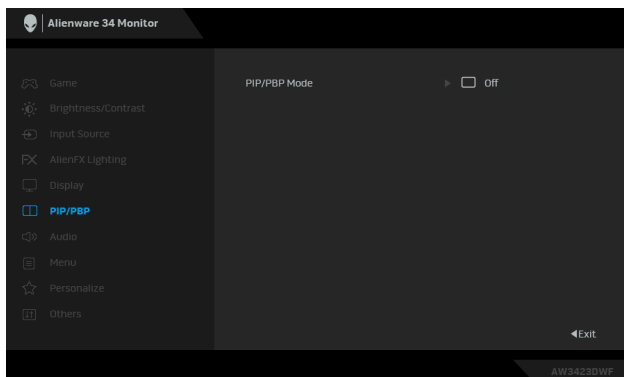 Alienware 34 Monitor
Game
PIP/PBP Mode
Off
Brightness/Contrast
Input Source
AlienFX Lighting
Display
PIP/PBP
Audio
Menu
Personalize
Others
Exit
AW3423DWF